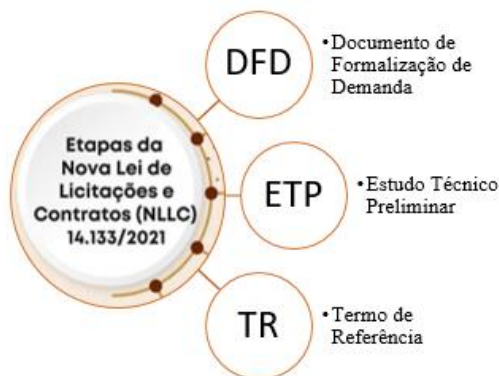 Etapas da
Nova Lei de
Licitações e
Contratos (NLLC)
14.133/2021
DFD
•Documento de
Formalização de
Demanda
ETP
•Estudo Técnico
Preliminar
TR
•Termo de
Referência